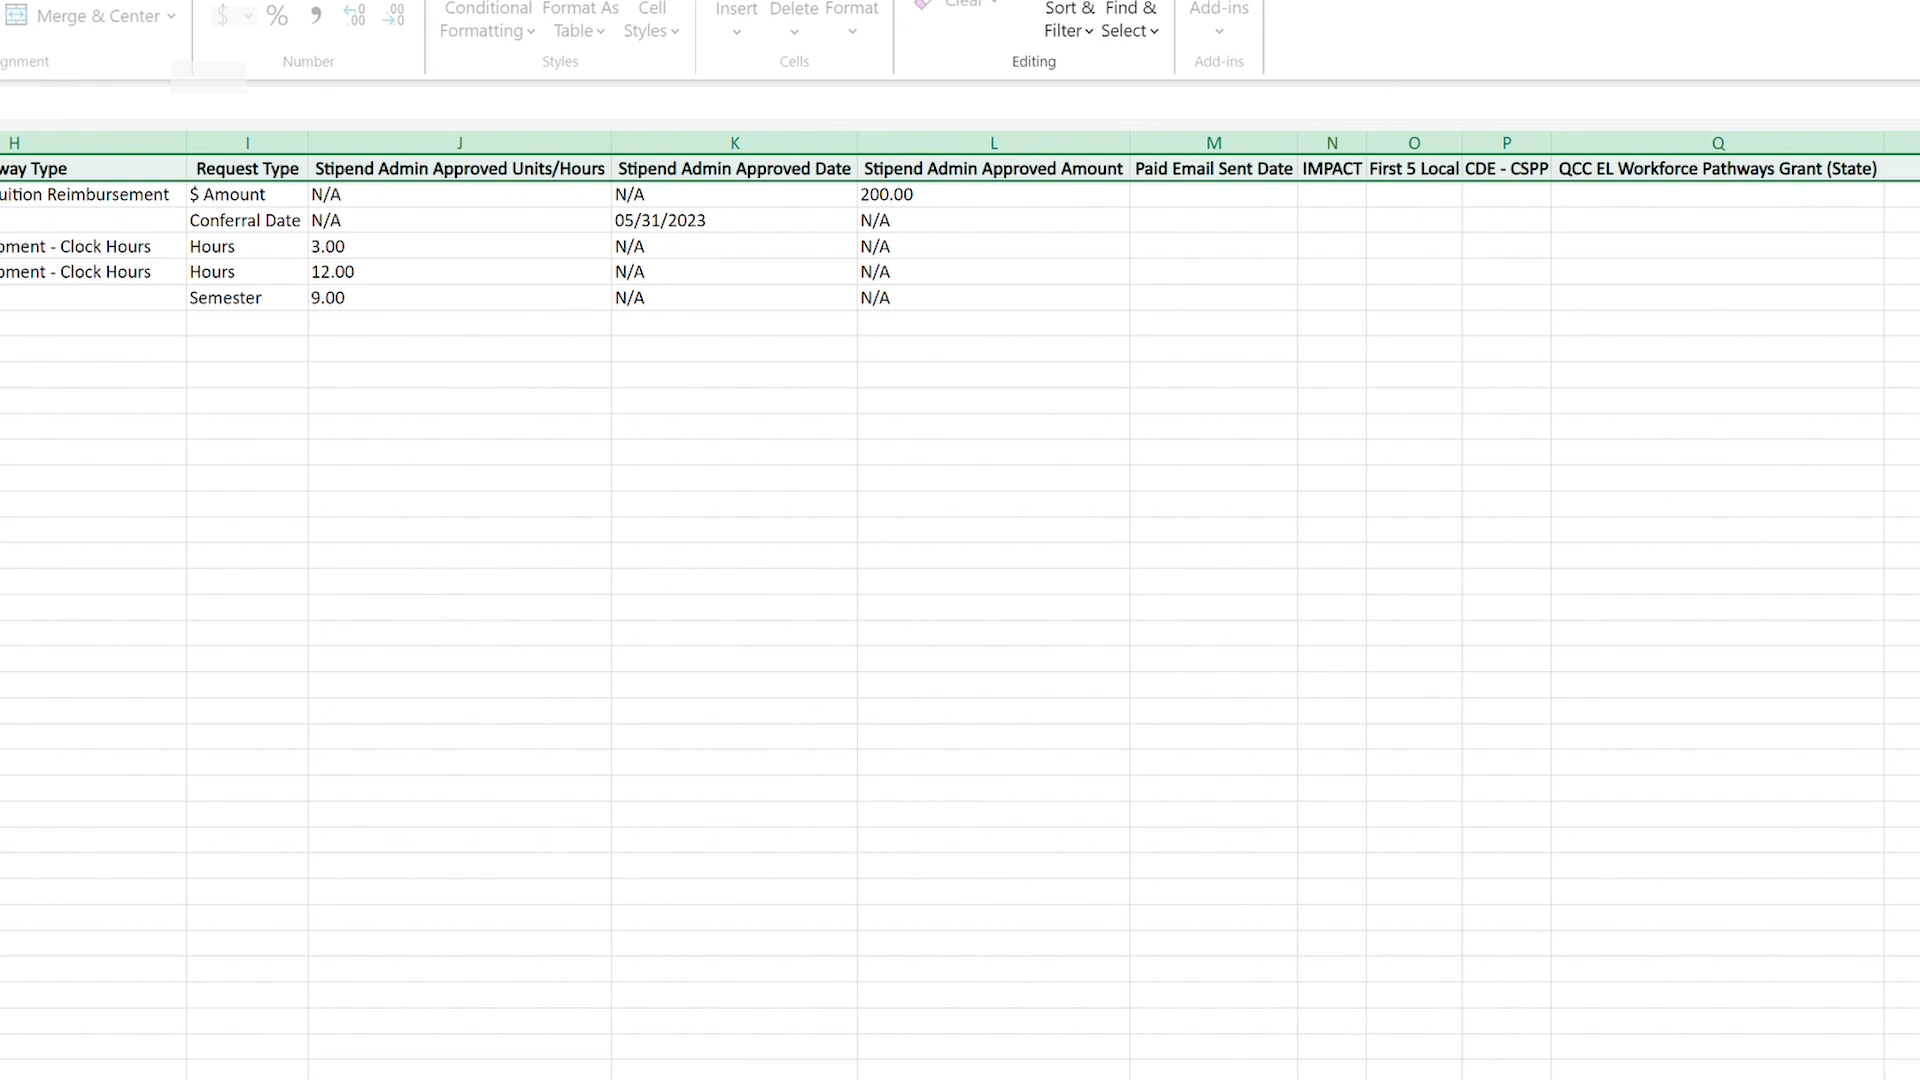 Merge & Center
$ % , ←0 .00 .00 →0
Conditional Formatting
Format As Table
Cell Styles
Insert Delete Format
Clear
Sort & Filter
Find & Select
Add-ins
gnment Number Styles Cells Editing Add-ins
H I J K L M N O P Q
way Type Request Type Stipend Admin Approved Units/Hours Stipend Admin Approved Date Stipend Admin Approved Amount Paid Email Sent Date IMPACT First 5 Local CDE - CSPP QCC EL Workforce Pathways Grant (State)
uition Reimbursement $ Amount N/A N/A 200.00
Conferral Date N/A 05/31/2023 N/A
oment - Clock Hours Hours 3.00 N/A N/A
oment - Clock Hours Hours 12.00 N/A N/A
Semester 9.00 N/A N/A